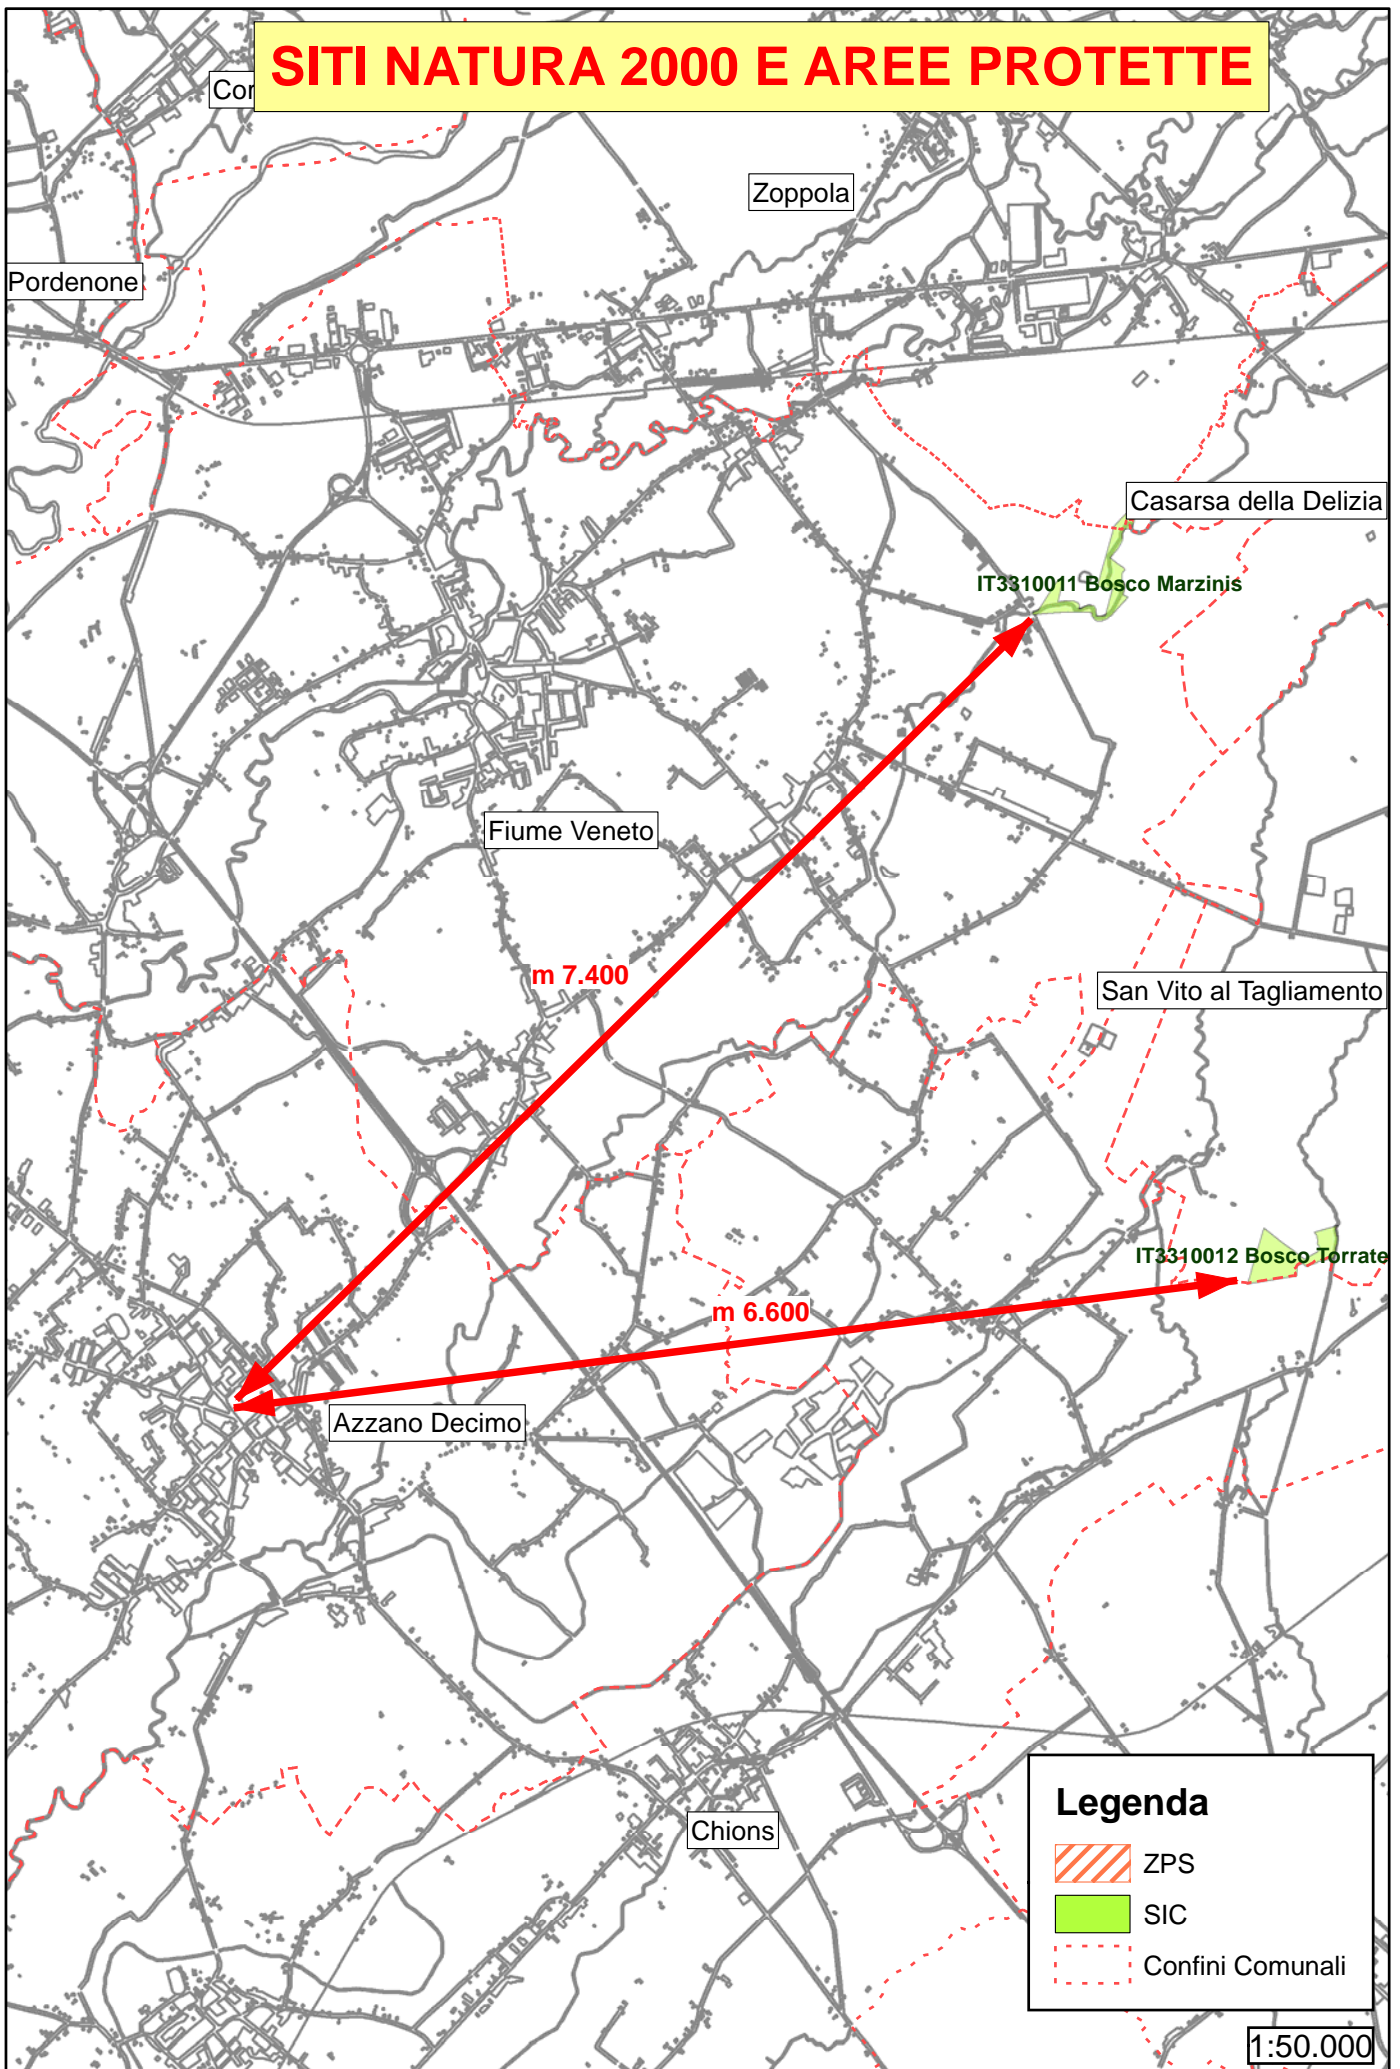 SITI NATURA 2000 E AREE PROTETTE
Cor
Zoppola
Pordenone
Casarsa della Delizia
IT3310011 Bosco Marzinis
Fiume Veneto
m 7.400
San Vito al Tagliamento
IT3310012 Bosco Torrate
m 6.600
Azzano Decimo
Chions
Legenda
ZPS
SIC
Confini Comunali
1:50.000